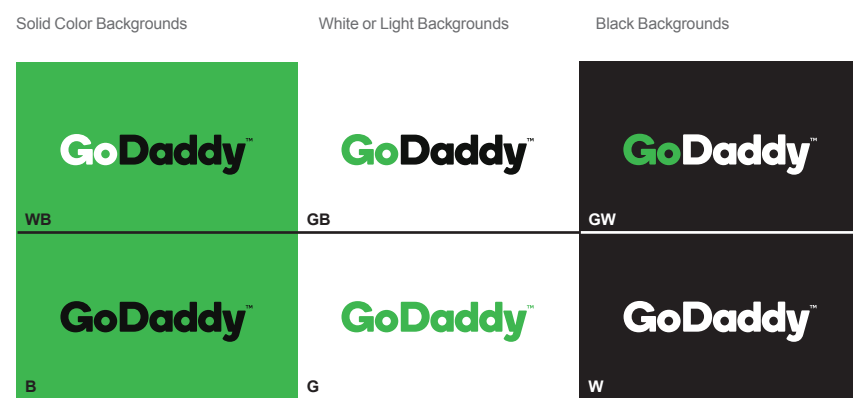 Solid Color Backgrounds
White or Light Backgrounds
Black Backgrounds
GoDaddy™
GoDaddy™
GoDaddy™
WB
GB
GW
GoDaddy™
GoDaddy™
GoDaddy™
B
G
W